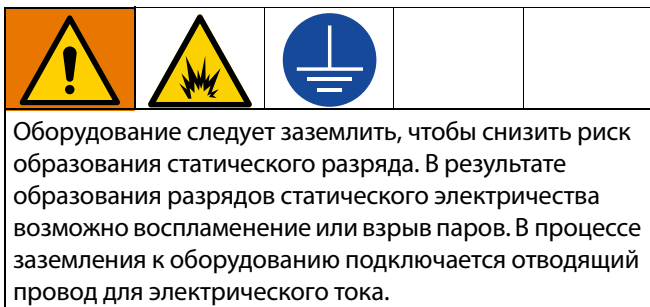 Оборудование следует заземлить, чтобы снизить риск
образования статического разряда. В результате
образования разрядов статического электричества
возможно воспламенение или взрыв паров. В процессе
заземления к оборудованию подключается отводящий
провод для электрического тока.